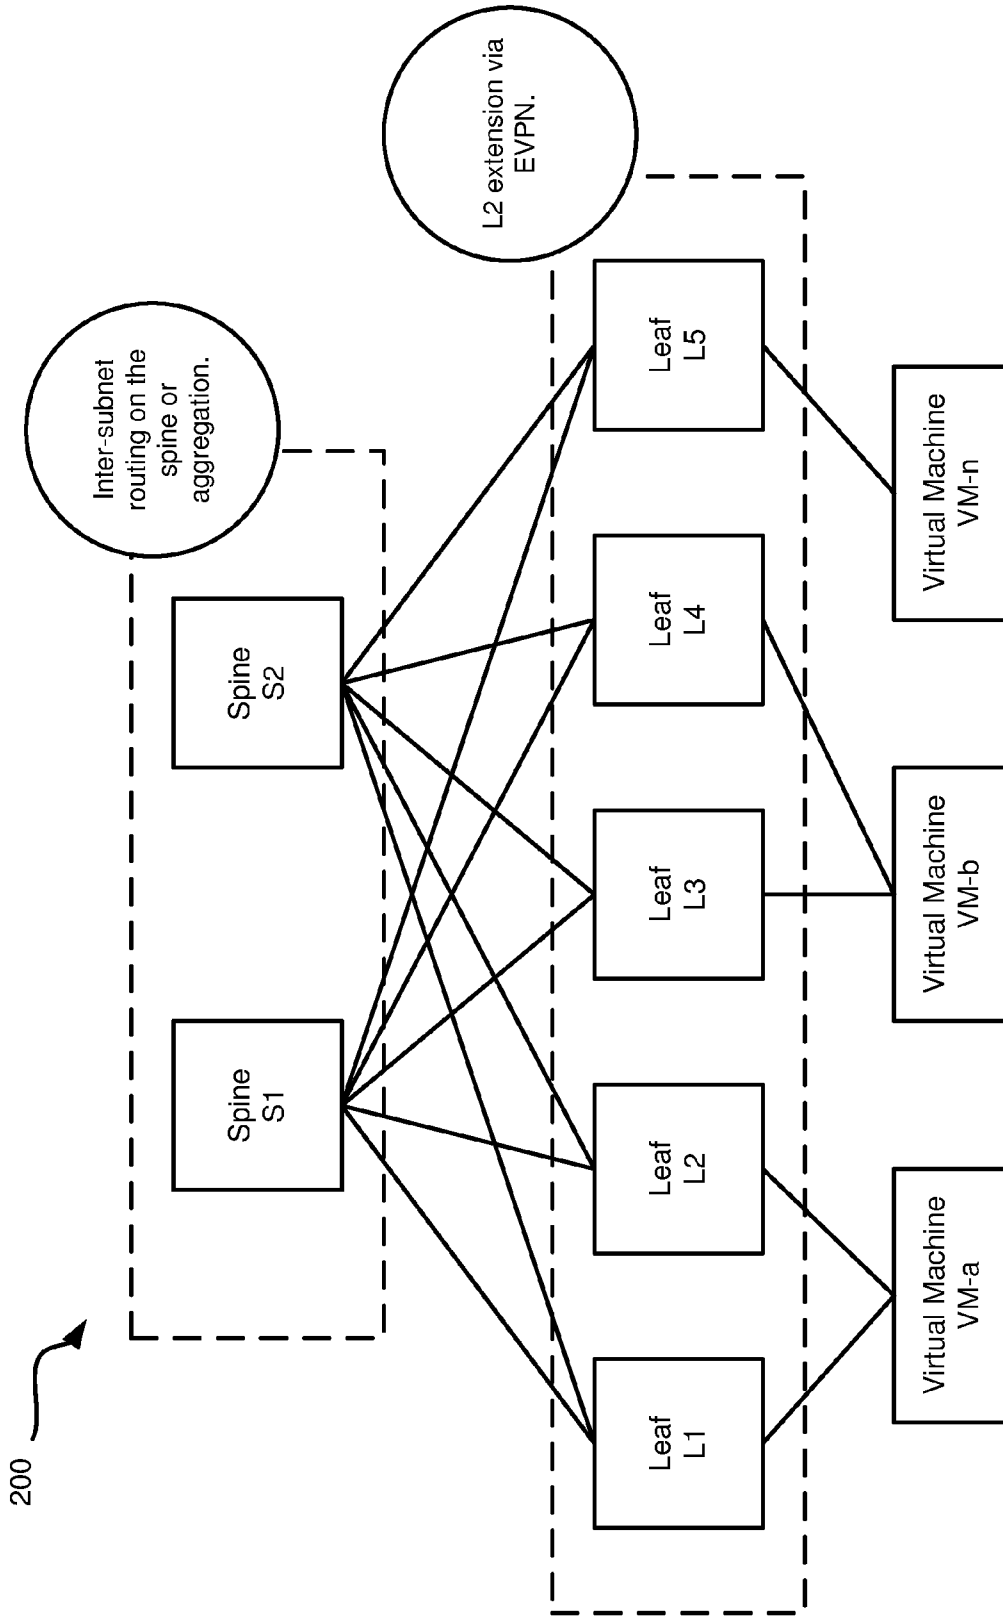 200
Inter-subnet
routing on the
spine or
aggregation.
Spine
S1
Spine
S2
L2 extension via
EVPN.
Leaf
L1
Leaf
L2
Leaf
L3
Leaf
L4
Leaf
L5
Virtual Machine
VM-a
Virtual Machine
VM-b
Virtual Machine
VM-n